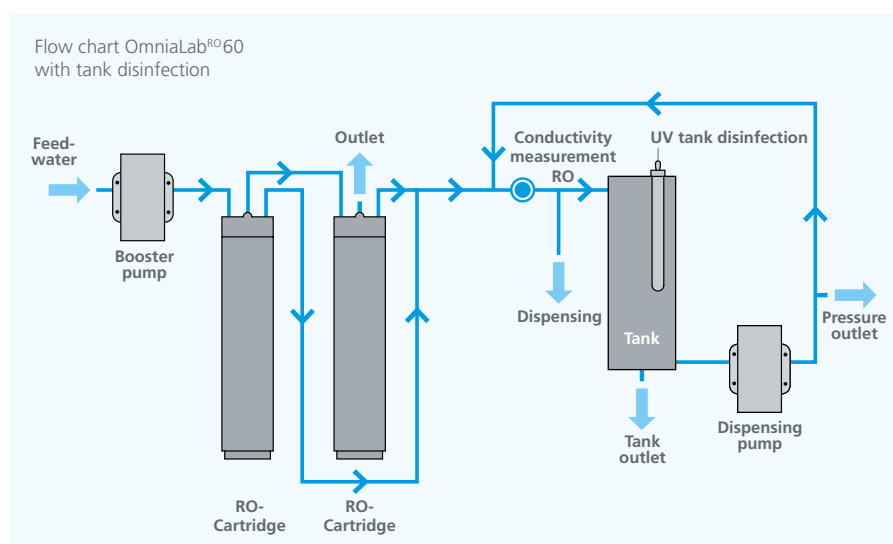 Flow chart OmniaLabRO60
with tank disinfection
Feed-
water
Booster
pump
Outlet
Conductivity
measurement
RO
UV tank disinfection
Dispensing
Tank
Pressure
outlet
Tank
outlet
Dispensing
pump
RO-
Cartridge
RO-
Cartridge